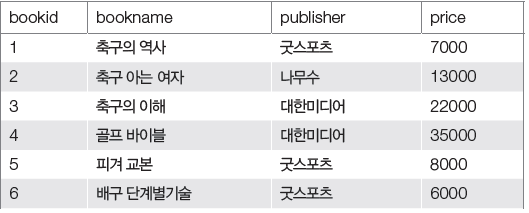 bookid bookname publisher price
1 축구의 역사 굿스포츠 7000
2 축구 아는 여자 나무수 13000
3 축구의 이해 대한미디어 22000
4 골프 바이블 대한미디어 35000
5 피겨 교본 굿스포츠 8000
6 배구 단계별기술 굿스포츠 6000